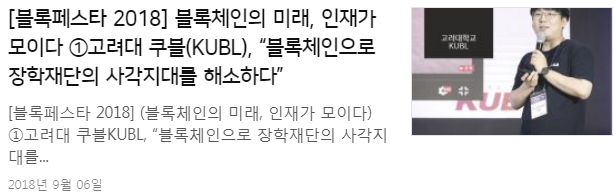 [블록페스타 2018] 블록체인의 미래, 인재가
모이다 ①고려대 쿠블(KUBL), “블록체인으로
장학재단의 사각지대를 해소하다”
[블록페스타 2018] (블록체인의 미래, 인재가 모이다)
①고려대 쿠블KUBL, “블록체인으로 장학재단의 사각지
대를...
2018년 9월 06일
고려대학교
KUBL
KUBL